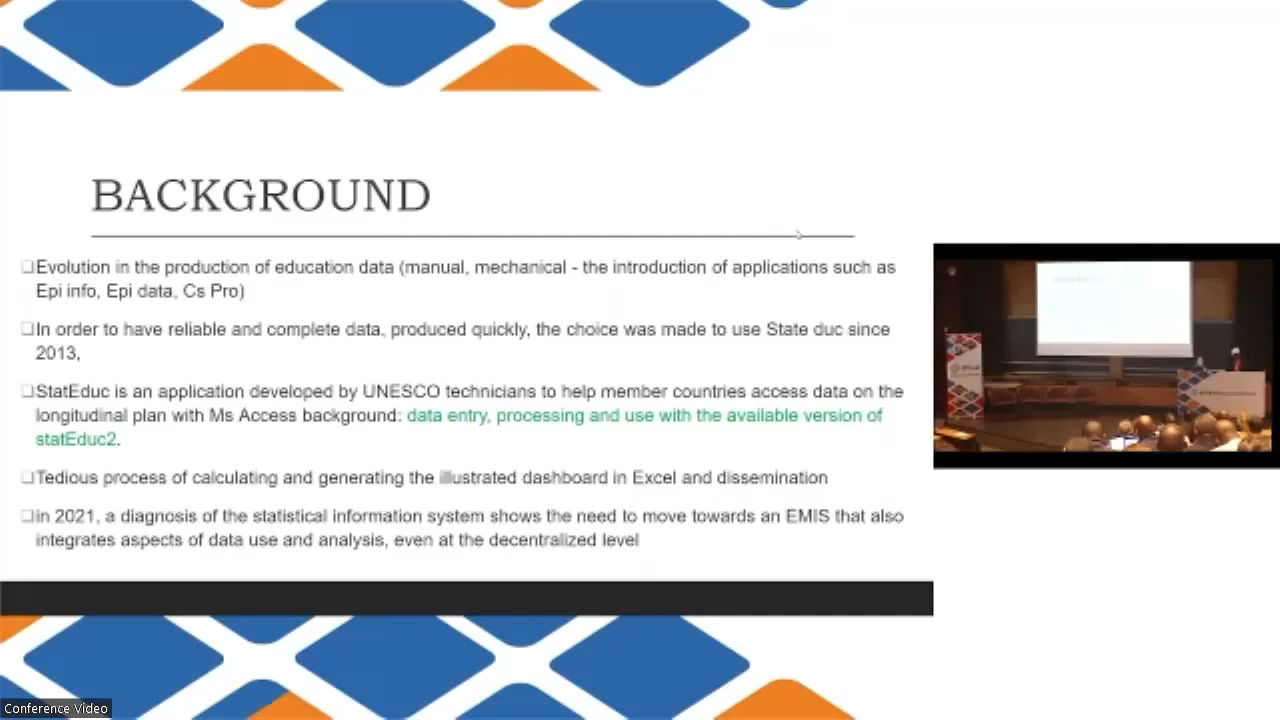 BACKGROUND
❑Evolution in the production of education data (manual, mechanical - the introduction of applications such as
Epi info, Epi data, Cs Pro)
❑In order to have reliable and complete data, produced quickly, the choice was made to use State duc since
2013,
❑StatEduc is an application developed by UNESCO technicians to help member countries access data on the
longitudinal plan with Ms Access background: data entry, processing and use with the available version of
statEduc2.
❑Tedious process of calculating and generating the illustrated dashboard in Excel and dissemination
❑in 2021, a diagnosis of the statistical information system shows the need to move towards an EMIS that also
integrates aspects of data use and analysis, even at the decentralized level
Conference Video